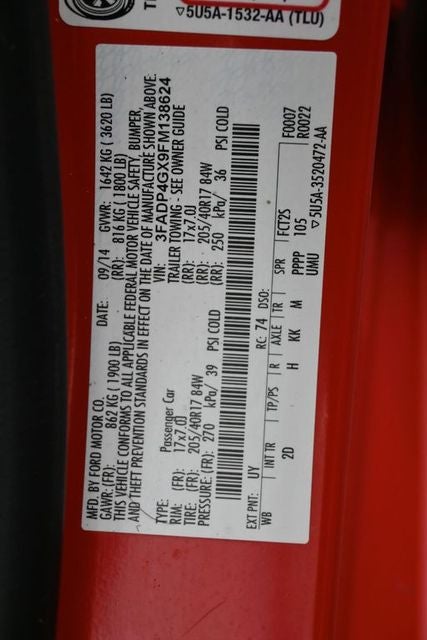 5U5A-1532-AA (TLU)
MFD. BY FORD MOTOR CO.
DATE: 09/14 GVWR: 1642 KG ( 3620 LB)
GAWR: (FR): 862 KG ( 1900 LB) (RR): 816 KG ( 1800 LB)
THIS VEHICLE CONFORMS TO ALL APPLICABLE FEDERAL MOTOR VEHICLE SAFETY, BUMPER,
AND THEFT PREVENTION STANDARDS IN EFFECT ON THE DATE OF MANUFACTURE SHOWN ABOVE.
VIN: 3FADP4GX9FM138624
TYPE: Passenger Car TRAILER TOWING - SEE OWNER GUIDE
RIM: (FR): 17x7.0J (RR): 17x7.0J
TIRE: (FR): 205/40R17 84W (RR): 205/40R17 84W
PRESSURE: (FR): 270 kPa/ 39 PSI COLD (RR): 250 kPa/ 36 PSI COLD
EXT PNT: UY RC: 74 DSO: F0007
WB INT TR TP/PS R AXLE TR SPR FCT2S R0022
2D H KK M PPPP 105
UMU 5U5A-3520472-AA